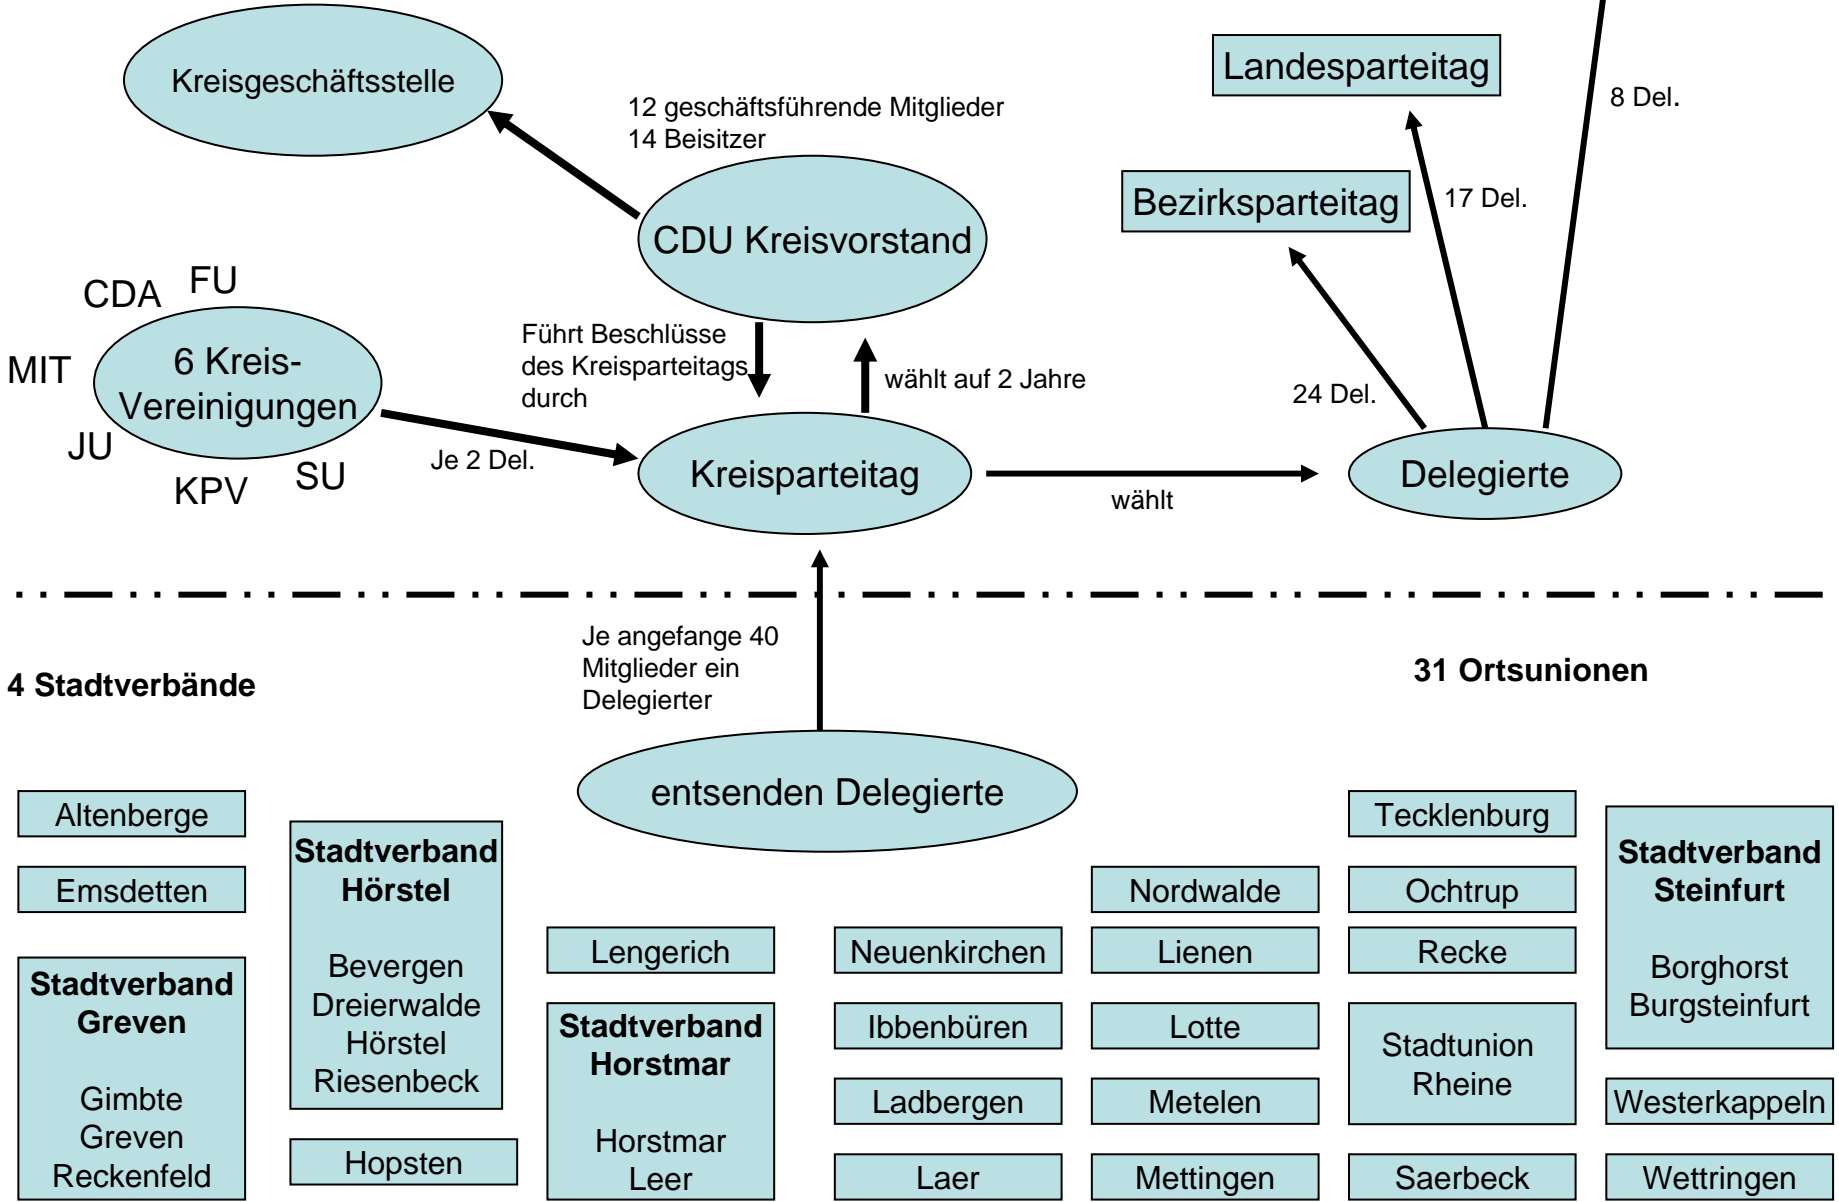 Kreisgeschäftsstelle
12 geschäftsführende Mitglieder
14 Beisitzer
Landesparteitag
8 Del.
Bezirksparteitag
17 Del.
CDU Kreisvorstand
CDA
FU
MIT
6 Kreis-
Vereinigungen
JU
KPV
SU
Führt Beschlüsse
des Kreisparteitags
durch
wählt auf 2 Jahre
24 Del.
Je 2 Del.
Kreisparteitag
wählt
Delegierte
Je angefange 40
Mitglieder ein
Delegierter
4 Stadtverbände
31 Ortsunionen
entsenden Delegierte
Altenberge
Emsdetten
Stadtverband
Greven
Gimbte
Greven
Reckenfeld
Stadtverband
Hörstel
Bevergen
Dreierwalde
Hörstel
Riesenbeck
Hopsten
Lengerich
Stadtverband
Horstmar
Horstmar
Leer
Neuenkirchen
Ibbenbüren
Ladbergen
Laer
Nordwalde
Lienen
Lotte
Metelen
Mettingen
Tecklenburg
Ochtrup
Recke
Stadtunion
Rheine
Saerbeck
Stadtverband
Steinfurt
Borghorst
Burgsteinfurt
Westerkappeln
Wettringen